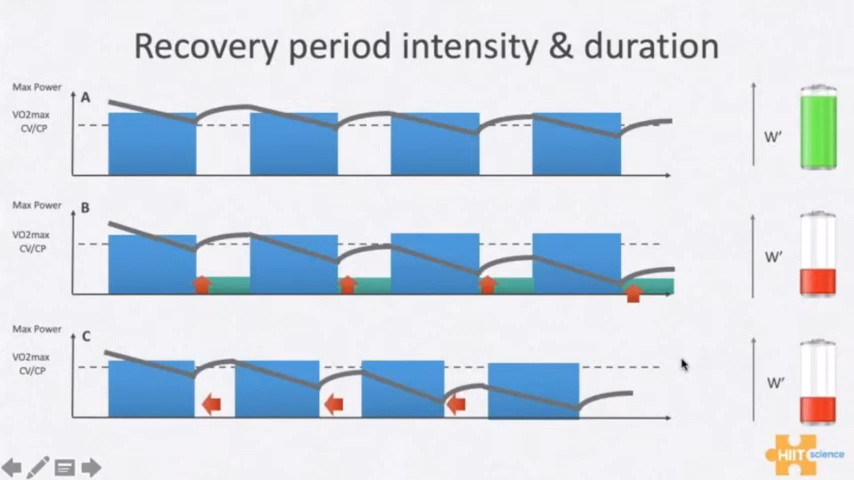 Recovery period intensity & duration
Max Power
A
VO2max
CV/CP
W'
Max Power
B
VO2max
CV/CP
W'
Max Power
C
VO2max
CV/CP
W'
HIIT science